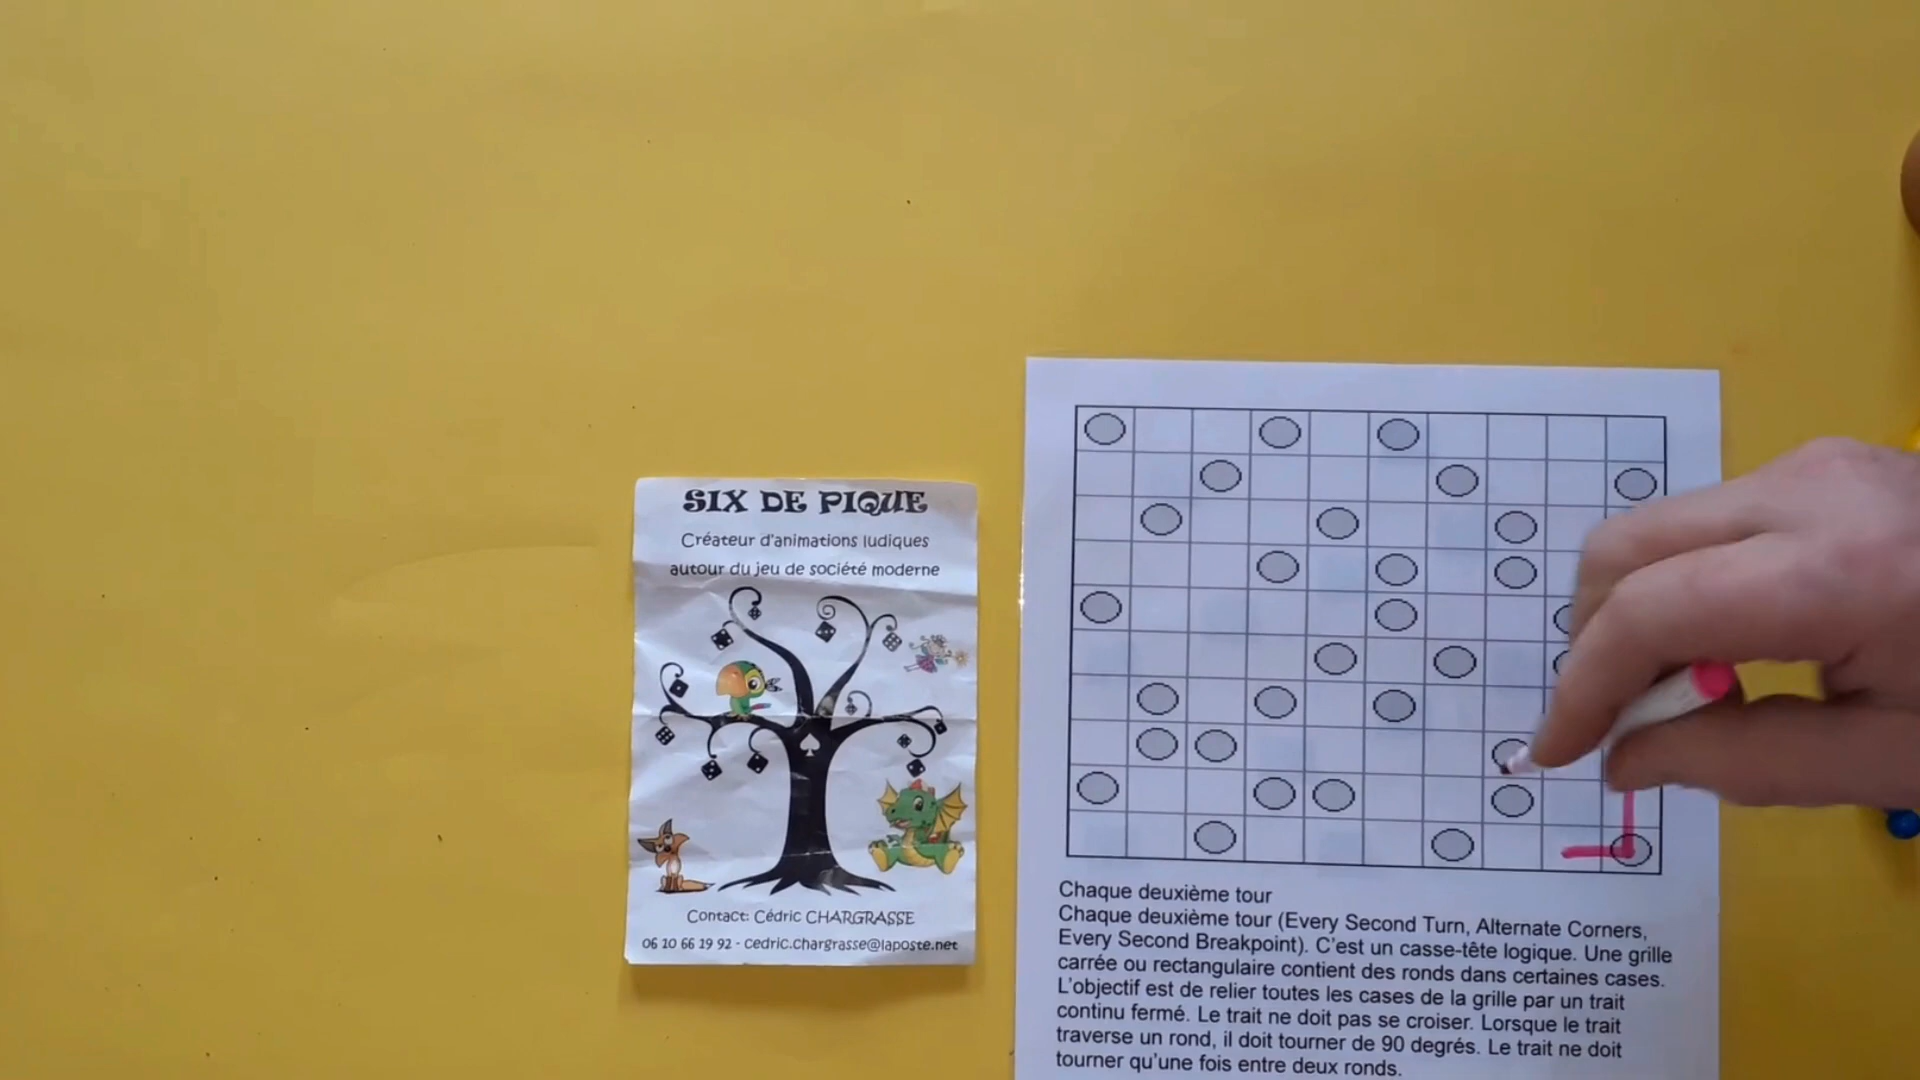 SIX DE PIQUE
Créateur d'animations ludiques
autour du jeu de société moderne
Contact: Cédric CHARGRASSE
06 20 66 29 92 - cedric.chargrasse@laposte.net
Chaque deuxième tour
Chaque deuxième tour (Every Second Turn, Alternate Corners,
Every Second Breakpoint). C'est un casse-tête logique. Une grille
carrée ou rectangulaire contient des ronds dans certaines cases.
L'objectif est de relier toutes les cases de la grille par un trait
continu fermé. Le trait ne doit pas se croiser. Lorsque le trait
traverse un rond, il doit tourner de 90 degrés. Le trait ne doit
tourner qu'une fois entre deux ronds.